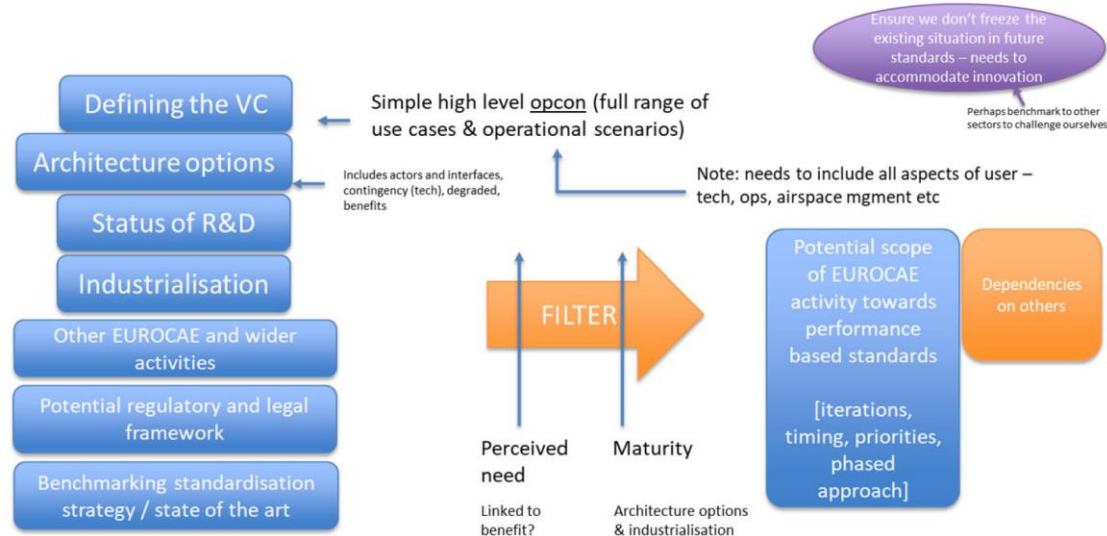 Ensure we don't freeze the
existing situation in future
standards – needs to
accommodate innovation
Perhaps benchmark to other
sectors to challenge ourselves
Defining the VC
Simple high level opcon (full range of
use cases & operational scenarios)
Architecture options
Includes actors and interfaces,
contingency (tech), degraded,
benefits
Note: needs to include all aspects of user –
tech, ops, airspace mgment etc
Status of R&D
Industrialisation
Other EUROCAE and wider
activities
Potential regulatory and legal
framework
Benchmarking standardisation
strategy / state of the art
FILTER
Perceived
need
Linked to
benefit?
Maturity
Architecture options
& industrialisation
Potential scope
of EUROCAE
activity towards
performance
based standards
[iterations,
timing, priorities,
phased
approach]
Dependencies
on others